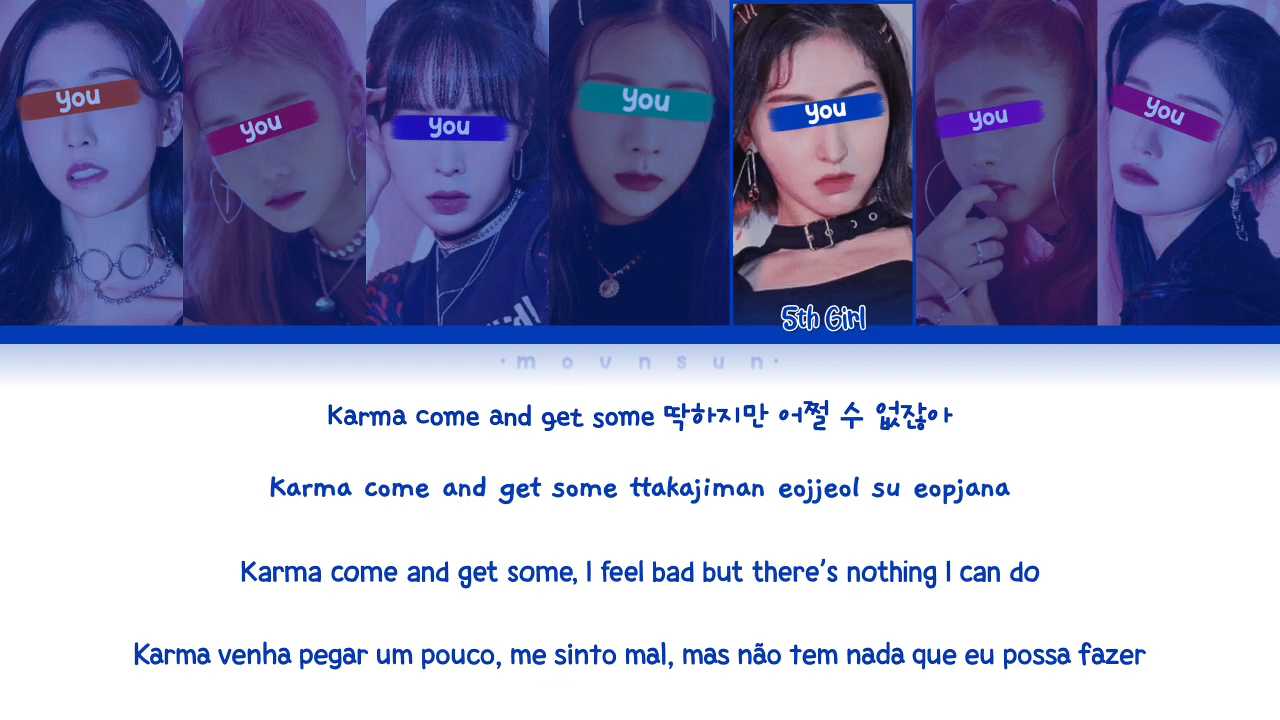 you
you
you
you
you
you
you
5th Girl
•movnsun•
Karma come and get some 딱하지만 어쩔 수 없잖아
Karma come and get some ttakajiman eojjeol su eopjana
Karma come and get some, I feel bad but there's nothing I can do
Karma venha pegar um pouco, me sinto mal, mas não tem nada que eu possa fazer